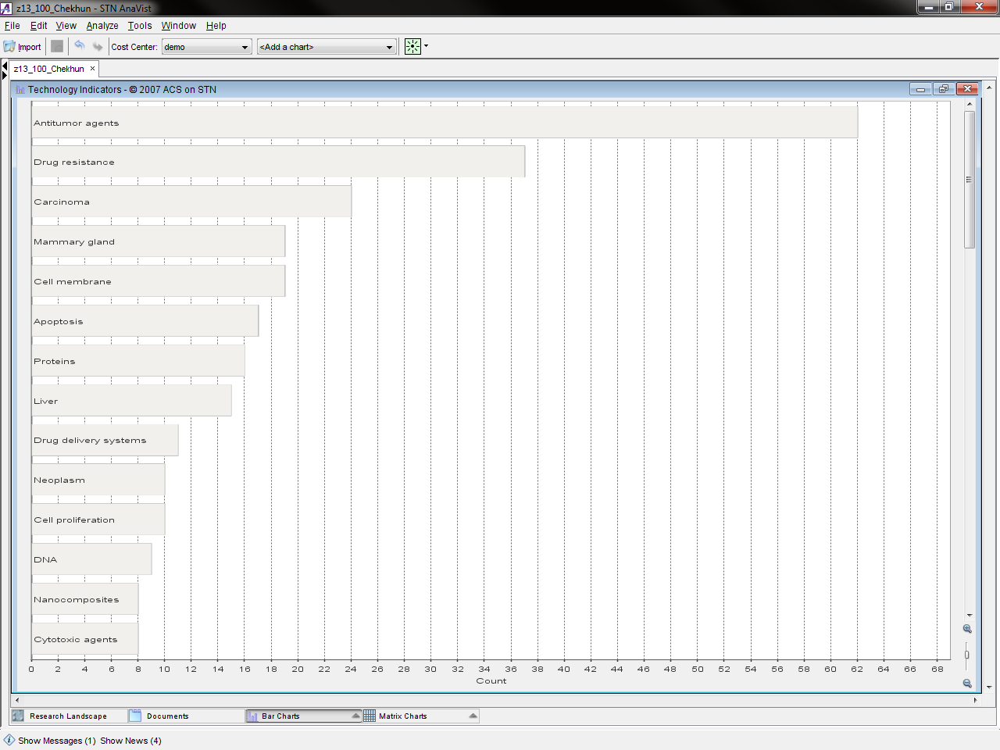 z13_100_Chekhun - STN AnaVist
File Edit View Analyze Tools Window Help
Import Cost Center: demo <Add a chart>
z13_100_Chekhun
Technology Indicators - © 2007 ACS on STN
Antitumor agents
Drug resistance
Carcinoma
Mammary gland
Cell membrane
Apoptosis
Proteins
Liver
Drug delivery systems
Neoplasm
Cell proliferation
DNA
Nanocomposites
Cytotoxic agents
0 2 4 6 8 10 12 14 16 18 20 22 24 26 28 30 32 34 36 38 40 42 44 46 48 50 52 54 56 58 60 62 64 66 68
Count
Research Landscape Documents Bar Charts Matrix Charts
Show Messages (1) Show News (4)